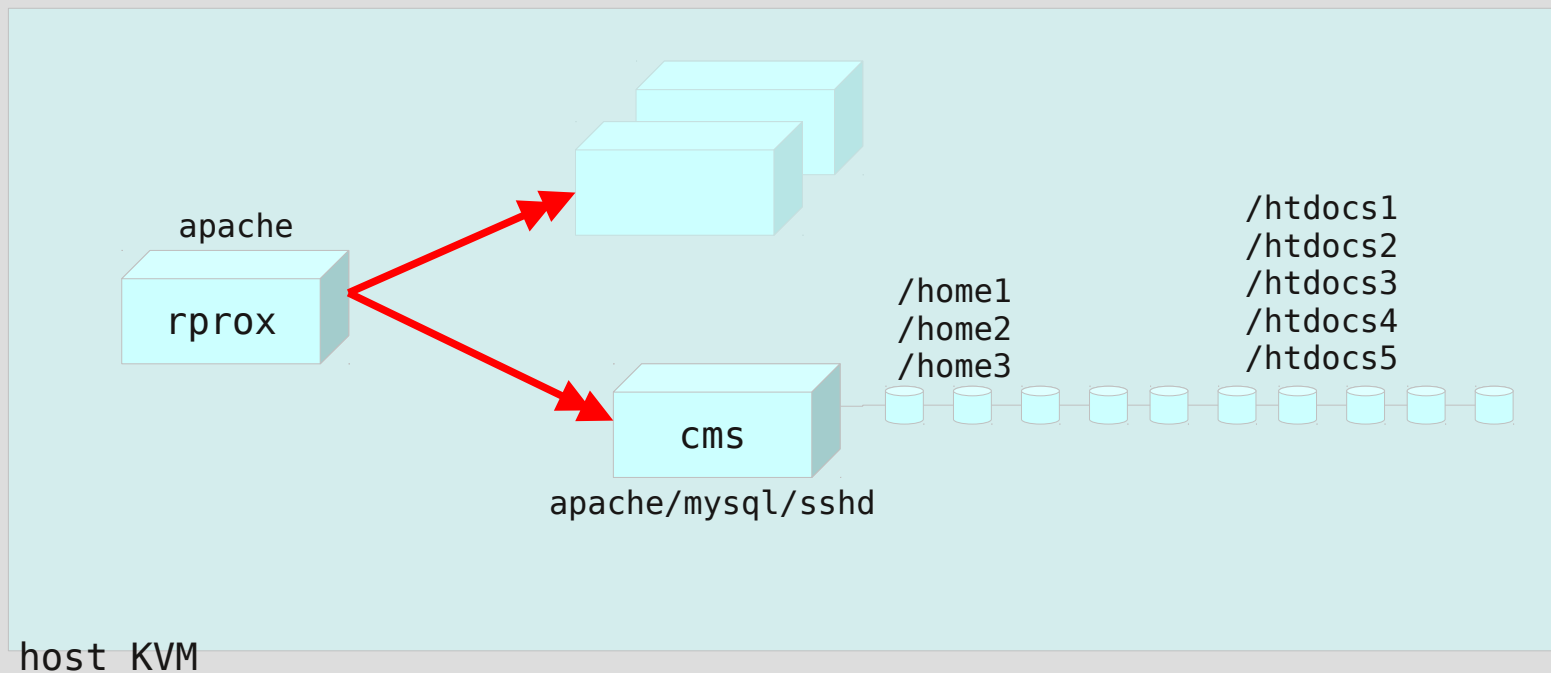 apache
rprox
/home1
/home2
/home3
/htdocs1
/htdocs2
/htdocs3
/htdocs4
/htdocs5
cms
apache/mysql/sshd
host KVM